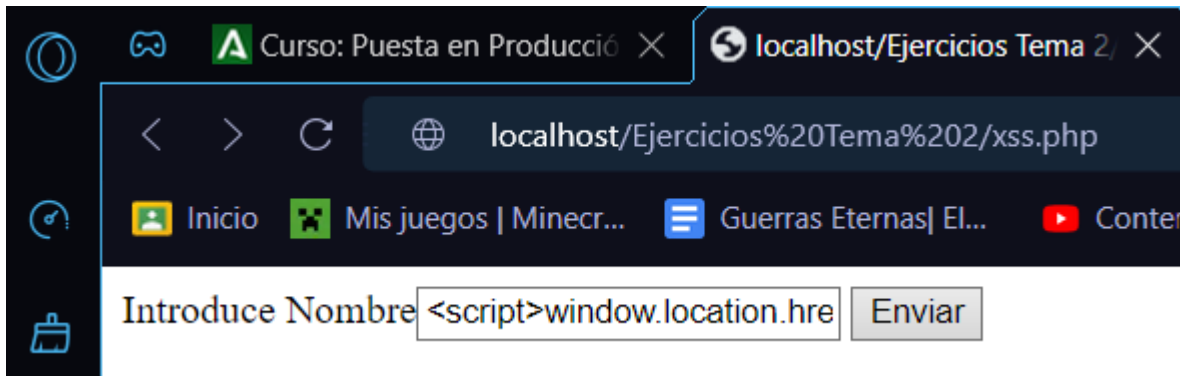 Curso: Puesta en Producció
localhost/Ejercicios Tema 2/
localhost/Ejercicios%20Tema%202/xss.php
Inicio Mis juegos | Minecr... Guerras Eternas| El... Conter
Introduce Nombre <script>window.location.hre Enviar